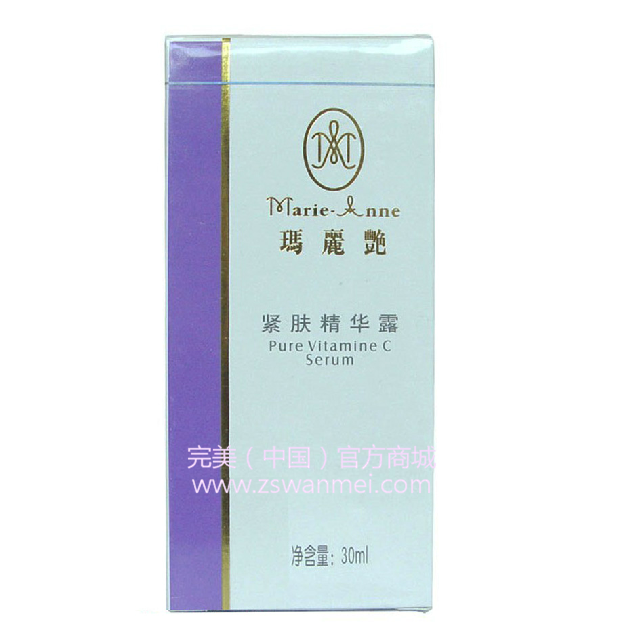 Marie-Anne
瑪麗艷
紧肤精华露
Pure Vitamine C
Serum
完美（中国）官方商城
www.zswanmei.com
净含量：30ml